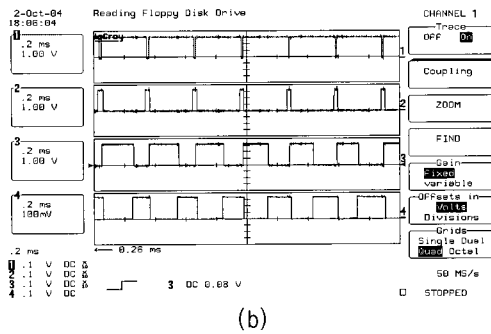 2-Oct-04
18:06:04
Reading Floppy Disk Drive
CHANNEL 1
Trace
OFF On
Coupling
ZOOM
FIND
Gain
Fixed
variable
Offsets in
Volts
Divisions
Grids
Single Dual
Quad Octal
50 MS/s
STOPPED
LeCroy
1
.2 ms
1.00 V
1
2
.2 ms
1.00 V
2
3
.2 ms
1.00 V
3
4
.2 ms
100mV
4
.2 ms
← 0.26 ms
1 .1 V DC
2 .1 V DC
3 .1 V DC
4 .1 V DC
3 DC 0.08 V
(b)